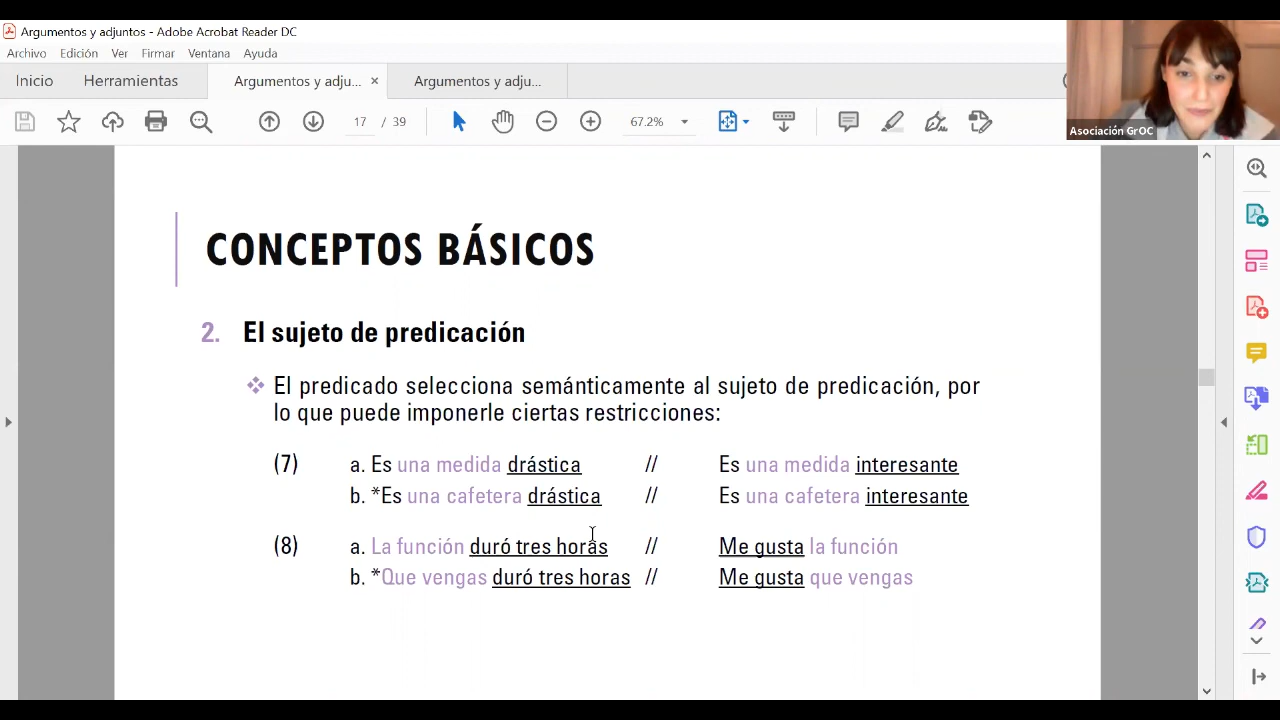 Argumentos y adjuntos - Adobe Acrobat Reader DC
Archivo Edición Ver Firmar Ventana Ayuda
Inicio Herramientas Argumentos y adju... × Argumentos y adju...
17 / 39 67.2%
Asociación GrOC
CONCEPTOS BÁSICOS
2. El sujeto de predicación
❖ El predicado selecciona semánticamente al sujeto de predicación, por
lo que puede imponerle ciertas restricciones:
(7) a. Es una medida drástica // Es una medida interesante
b. *Es una cafetera drástica // Es una cafetera interesante
(8) a. La función duró tres horas // Me gusta la función
b. *Que vengas duró tres horas // Me gusta que vengas